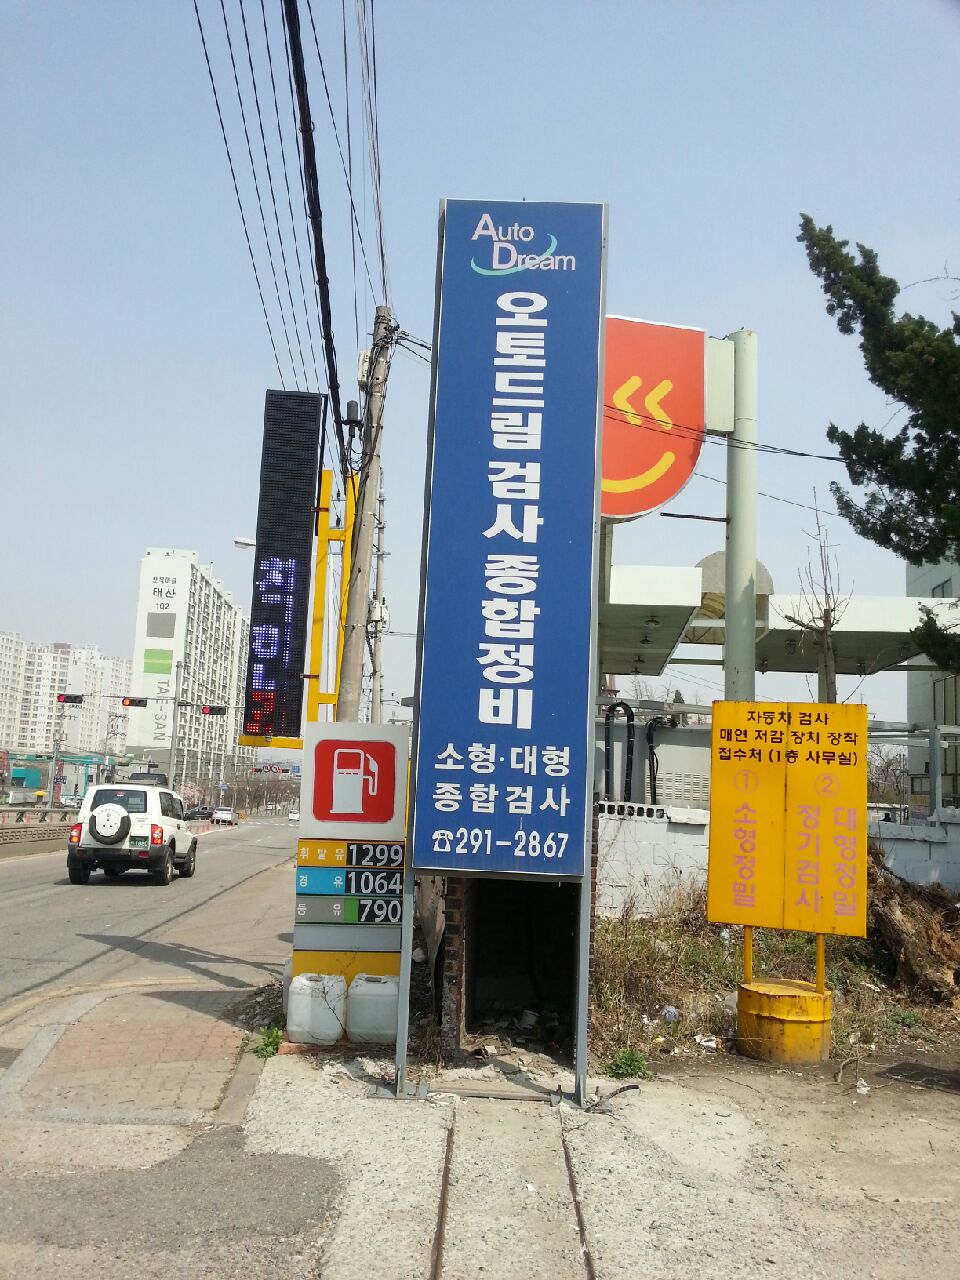 Auto
Dream
오토드림 검사 종합정비
소형·대형
종합검사
☎291-2867
휘발유 1299
경유 1064
등유 790
자동차 검사
매연 저감 장치 장착
접수처 (1층 사무실)
① 소형정밀
② 정기검사
대형정밀
태산
102
TAESAN